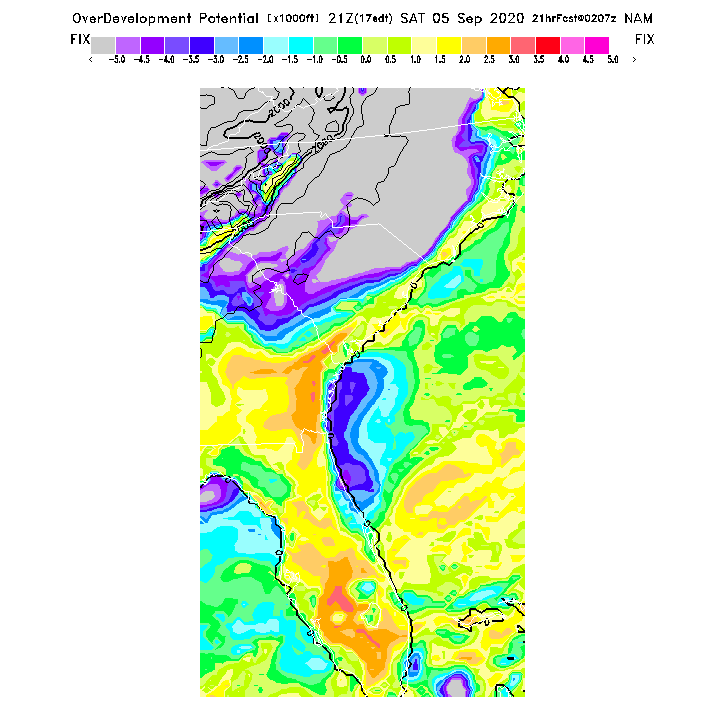 OverDevelopment Potential [x1000ft] 21Z(17edt) SAT 05 Sep 2020 21hrFcst@0207z NAM
FIX FIX
< -5.0 -4.5 -4.0 -3.5 -3.0 -2.5 -2.0 -1.5 -1.0 -0.5 0.0 0.5 1.0 1.5 2.0 2.5 3.0 3.5 4.0 4.5 5.0 >
2000
2000